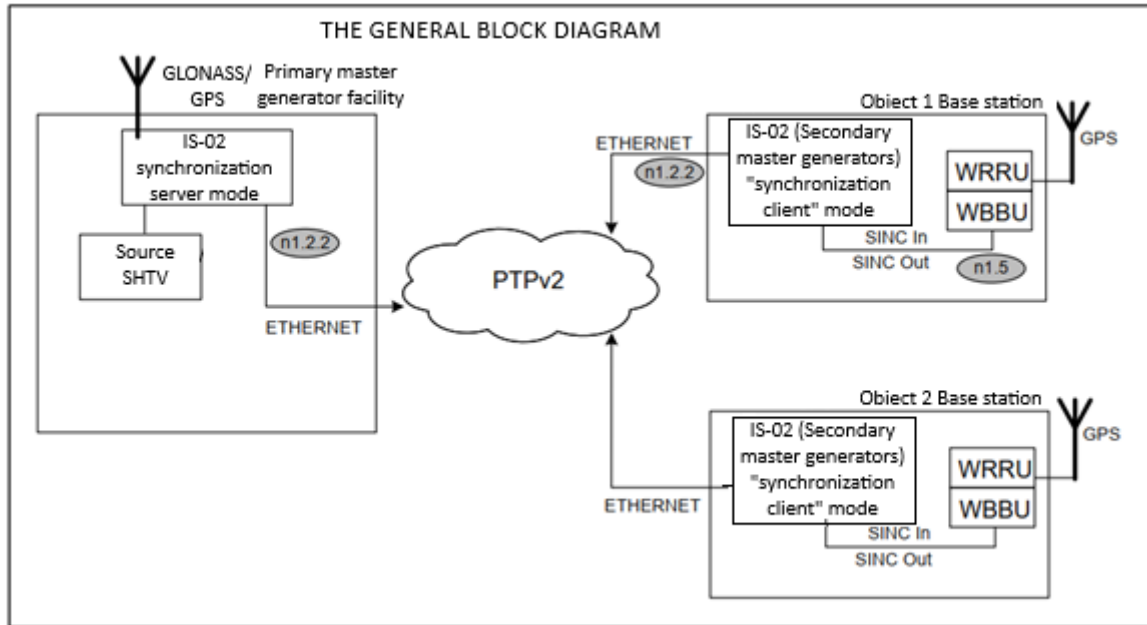 THE GENERAL BLOCK DIAGRAM
GLONASS/
GPS
Primary master
generator facility
IS-02
synchronization
server mode
Source
SHTV
n1.2.2
ETHERNET
PTPv2
Obiect 1 Base station
IS-02 (Secondary
master generators)
"synchronization
client" mode
ETHERNET
n1.2.2
WRRU
WBBU
GPS
SINC In
SINC Out
n1.5
Obiect 2 Base station
IS-02 (Secondary
master generators)
"synchronization
client" mode
ETHERNET
WRRU
WBBU
GPS
SINC In
SINC Out